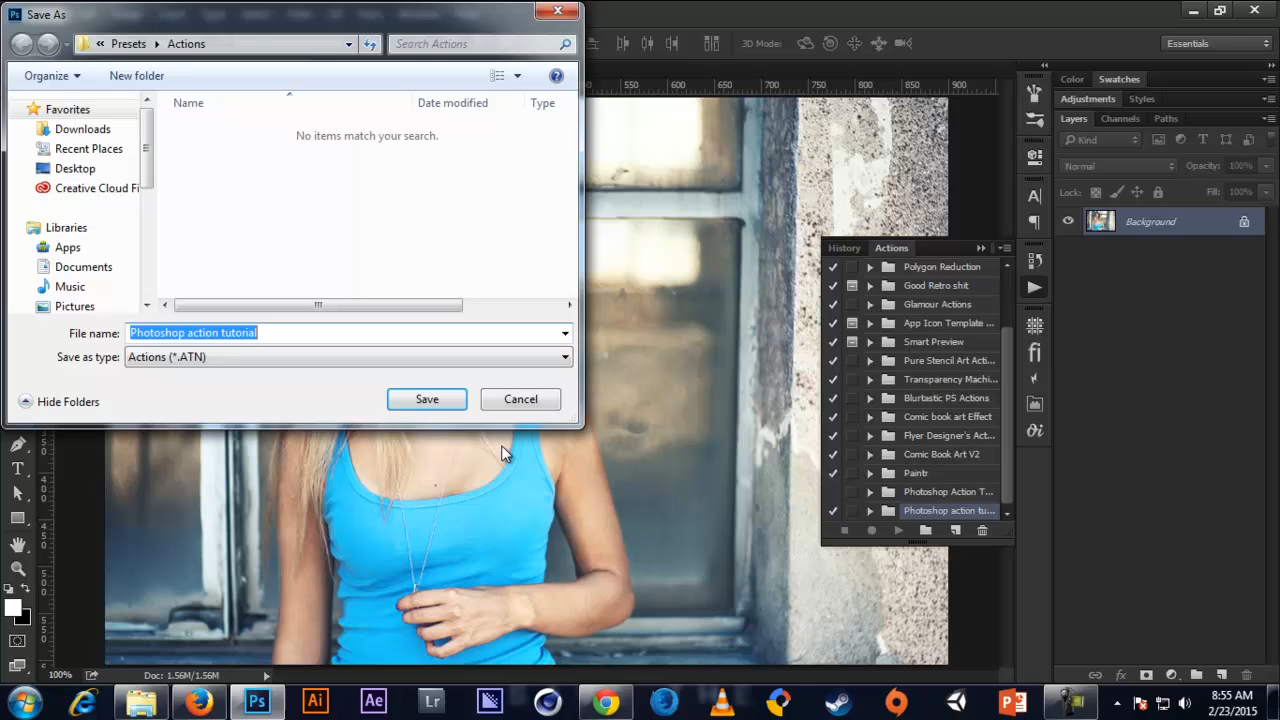 Ps Save As
« Presets Actions
Search Actions
3D Mode:
Essentials
Organize
New folder
Favorites
Downloads
Recent Places
Desktop
Creative Cloud Fi
Libraries
Apps
Documents
Music
Pictures
Name
Date modified
Type
No items match your search.
File name: Photoshop action tutorial
Save as type: Actions (*.ATN)
Hide Folders
Save
Cancel
550 600 650 700 750 800 850 900
Color Swatches
Adjustments Styles
Layers Channels Paths
Kind
Normal Opacity: 100%
Lock: Fill: 100%
Background
History Actions
Polygon Reduction
Good Retro shit
Glamour Actions
App Icon Template ...
Smart Preview
Pure Stencil Art Acti...
Transparency Machi...
Blurtastic PS Actions
Comic book art Effect
Flyer Designer's Act...
Comic Book Art V2
Paintr
Photoshop Action T...
Photoshop action tu...
100% Doc: 1.56M/1.56M
fx
Ps Ai Ae Lr
8:55 AM
2/23/2015